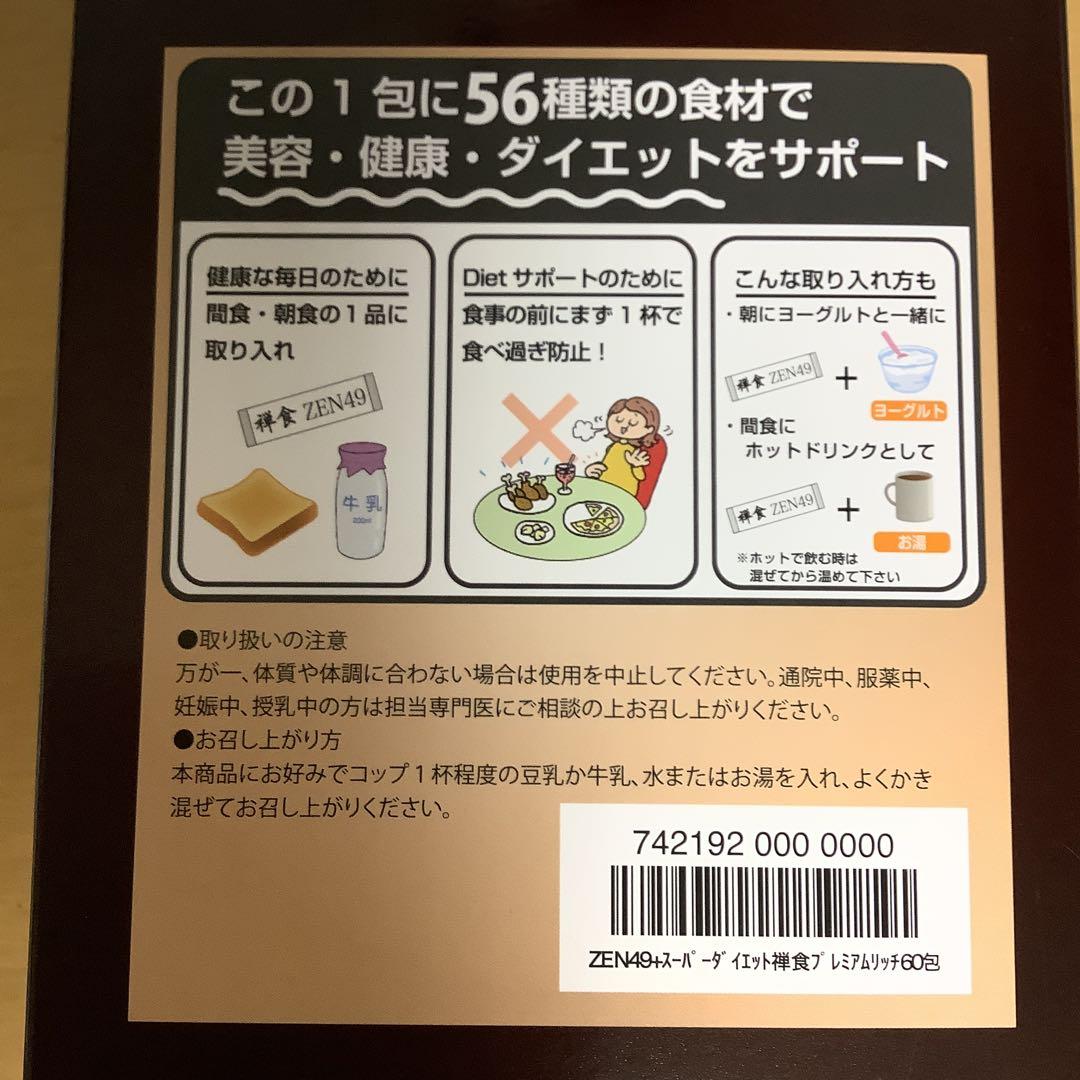 この1包に56種類の食材で
美容・健康・ダイエットをサポート
健康な毎日のために
間食・朝食の1品に
取り入れ
禅食 ZEN49
牛乳
200ml
Diet サポートのために
食事の前にまず1杯で
食べ過ぎ防止！
こんな取り入れ方も
・朝にヨーグルトと一緒に
禅食 ZEN49
+
ヨーグルト
・間食に
ホットドリンクとして
禅食 ZEN49
+
お湯
※ホットで飲む時は
混ぜてから温めて下さい
●取り扱いの注意
万が一、体質や体調に合わない場合は使用を中止してください。通院中、服薬中、
妊娠中、授乳中の方は担当専門医にご相談の上お召し上がりください。
●お召し上がり方
本商品にお好みでコップ1杯程度の豆乳か牛乳、水またはお湯を入れ、よくかき
混ぜてお召し上がりください。
742192 000 0000
ZEN49+ｽｰﾊﾟｰﾀﾞｲｴｯﾄ禅食ﾌﾟﾚﾐｱﾑﾘｯﾁ60包